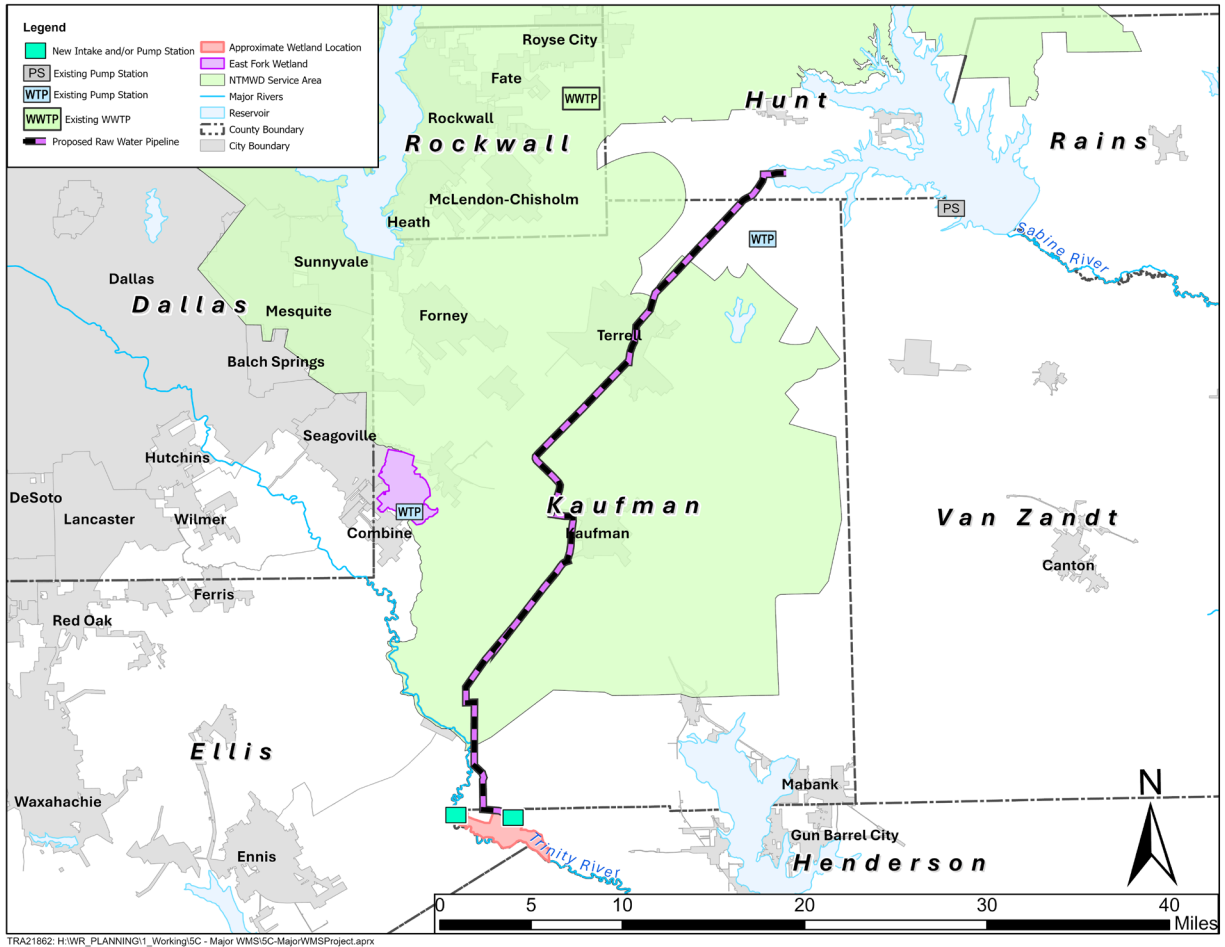 Legend
New Intake and/or Pump Station
PS Existing Pump Station
WTP Existing Pump Station
WWTP Existing WWTP
Proposed Raw Water Pipeline
Approximate Wetland Location
East Fork Wetland
NTMWD Service Area
Major Rivers
Reservoir
County Boundary
City Boundary
Royse City
Fate
WWTP
Hunt
Rockwall
Rockwall
Rains
McLendon-Chisholm
Heath
PS
Sabine River
WTP
Sunnyvale
Dallas
Dallas
Mesquite
Forney
Terrell
Balch Springs
Seagoville
Hutchins
DeSoto
Lancaster
Wilmer
WTP
Combine
Kaufman
Kaufman
Van Zandt
Canton
Ferris
Red Oak
Ellis
Waxahachie
Mabank
Gun Barrel City
Henderson
Trinity River
Ennis
N
0 5 10 20 30 40
Miles
TRA21862: H:\WR_PLANNING\1_Working\5C - Major WMS\5C-MajorWMSProject.aprx